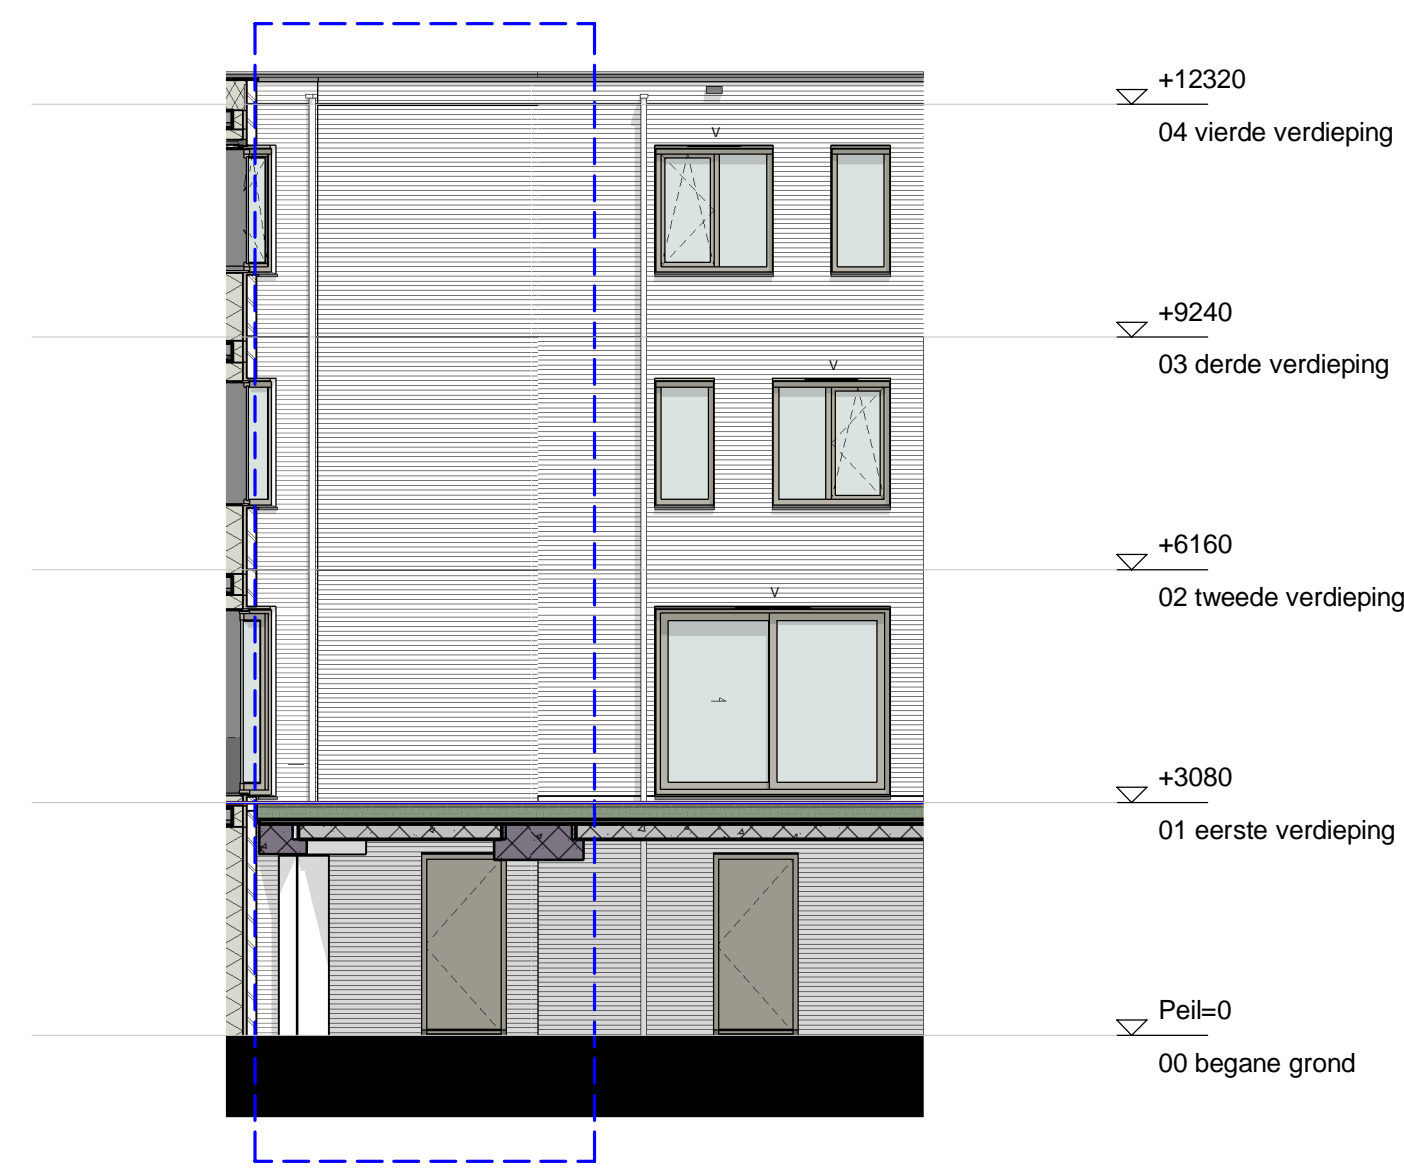 +12320
04 vierde verdieping
V
+9240
03 derde verdieping
V
+6160
02 tweede verdieping
V
+3080
01 eerste verdieping
Peil=0
00 begane grond